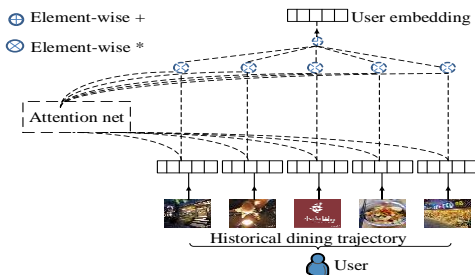 Element-wise +
User embedding
Element-wise *
Attention net
Historical dining trajectory
User